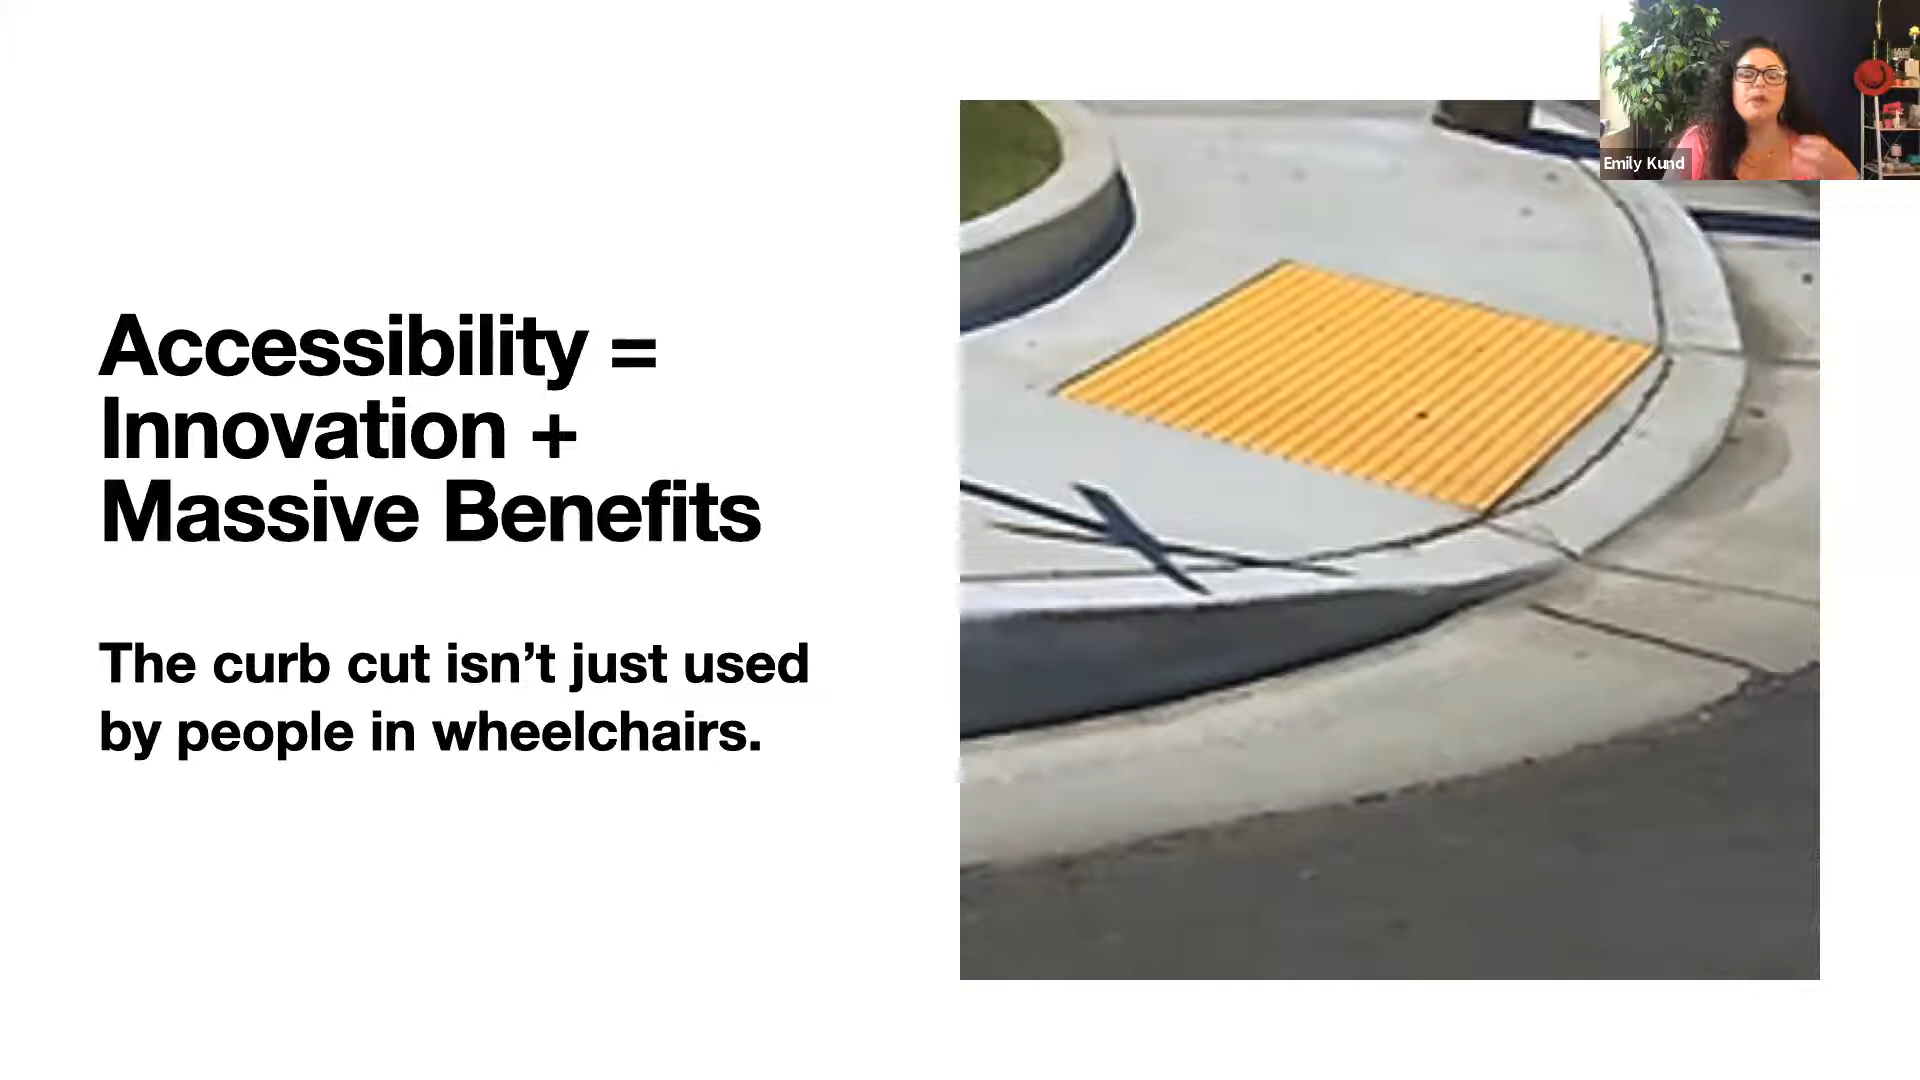 Accessibility =
Innovation +
Massive Benefits
The curb cut isn’t just used
by people in wheelchairs.
Emily Kund